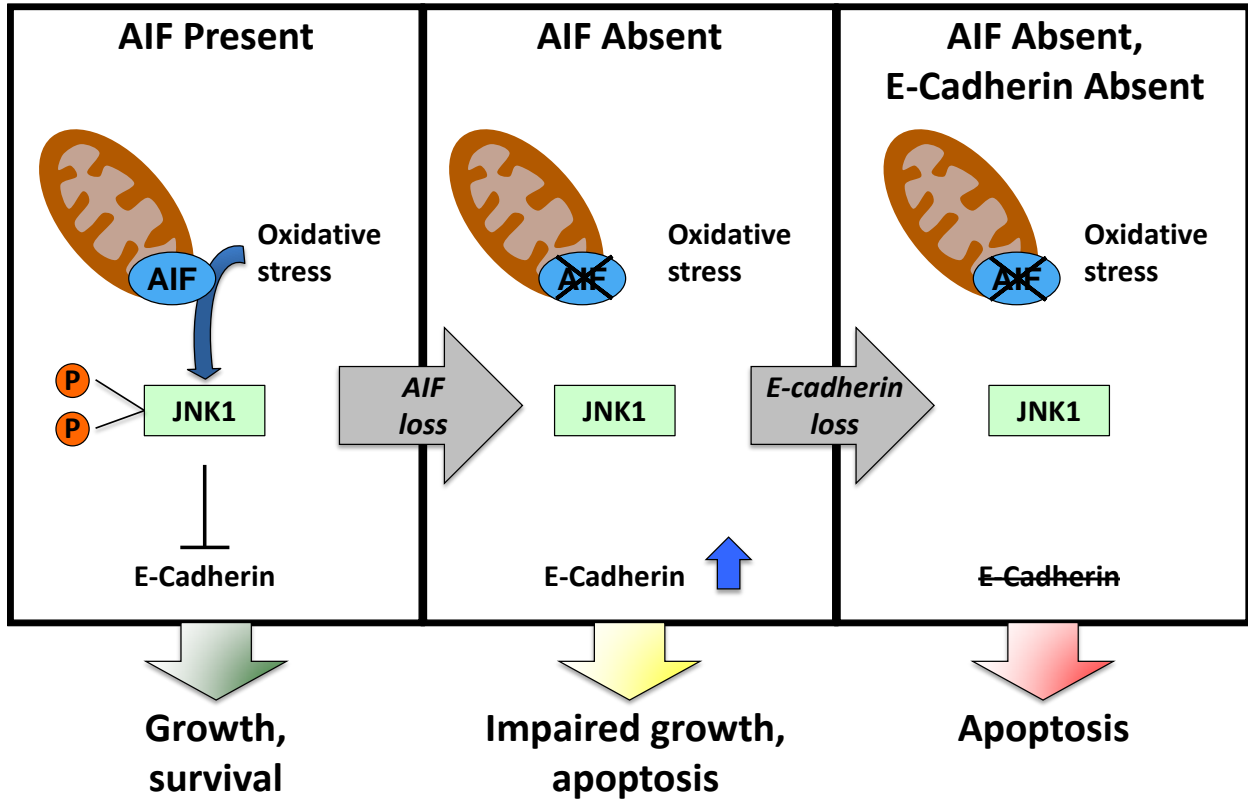 AIF Present
Oxidative
stress
AIF
P
P
JNK1
E-Cadherin
Growth,
survival
AIF
loss
AIF Absent
Oxidative
stress
AIF
JNK1
E-Cadherin
Impaired growth,
apoptosis
E-cadherin
loss
AIF Absent,
E-Cadherin Absent
Oxidative
stress
AIF
JNK1
E-Cadherin
Apoptosis